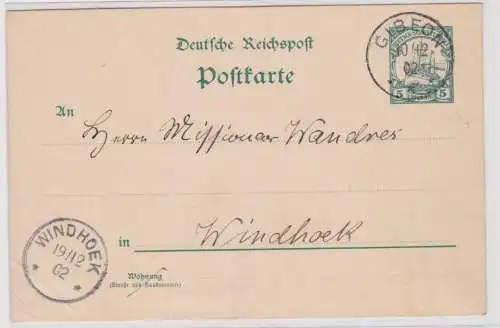 Deutsche Reichspost
Postkarte
GIBEON
10/12
02
5 5
An
Herrn Missionar Wandres
in Windhoek
WINDHOEK
19/12
02
Wohnung
(Straße und Hausnummer)